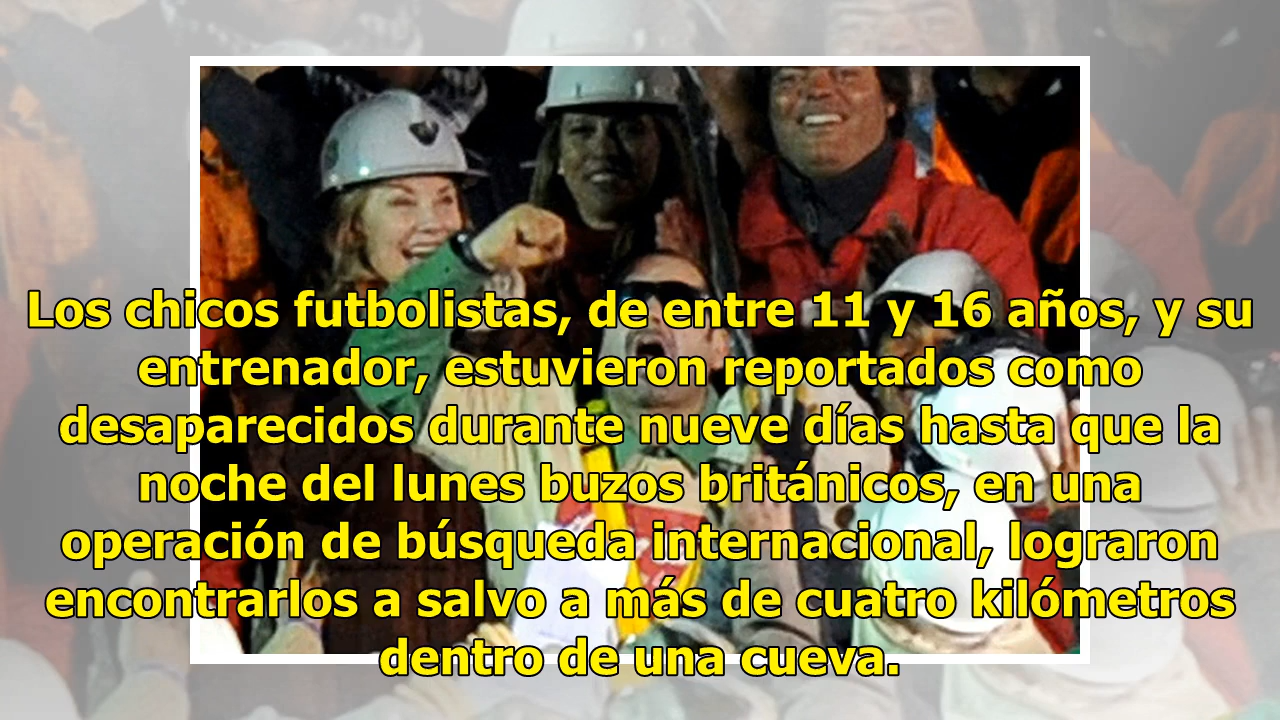 Los chicos futbolistas, de entre 11 y 16 años, y su
entrenador, estuvieron reportados como
desaparecidos durante nueve días hasta que la
noche del lunes buzos británicos, en una
operación de búsqueda internacional, lograron
encontrarlos a salvo a más de cuatro kilómetros
dentro de una cueva.